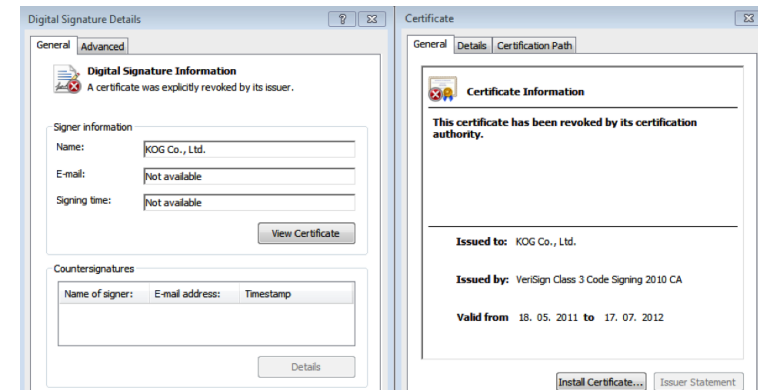 Digital Signature Details
General Advanced
Digital Signature Information
A certificate was explicitly revoked by its issuer.
Signer information
Name: KOG Co., Ltd.
E-mail: Not available
Signing time: Not available
View Certificate
Countersignatures
Name of signer: E-mail address: Timestamp
Details
Certificate
General Details Certification Path
Certificate Information
This certificate has been revoked by its certification
authority.
Issued to: KOG Co., Ltd.
Issued by: VeriSign Class 3 Code Signing 2010 CA
Valid from 18. 05. 2011 to 17. 07. 2012
Install Certificate... Issuer Statement